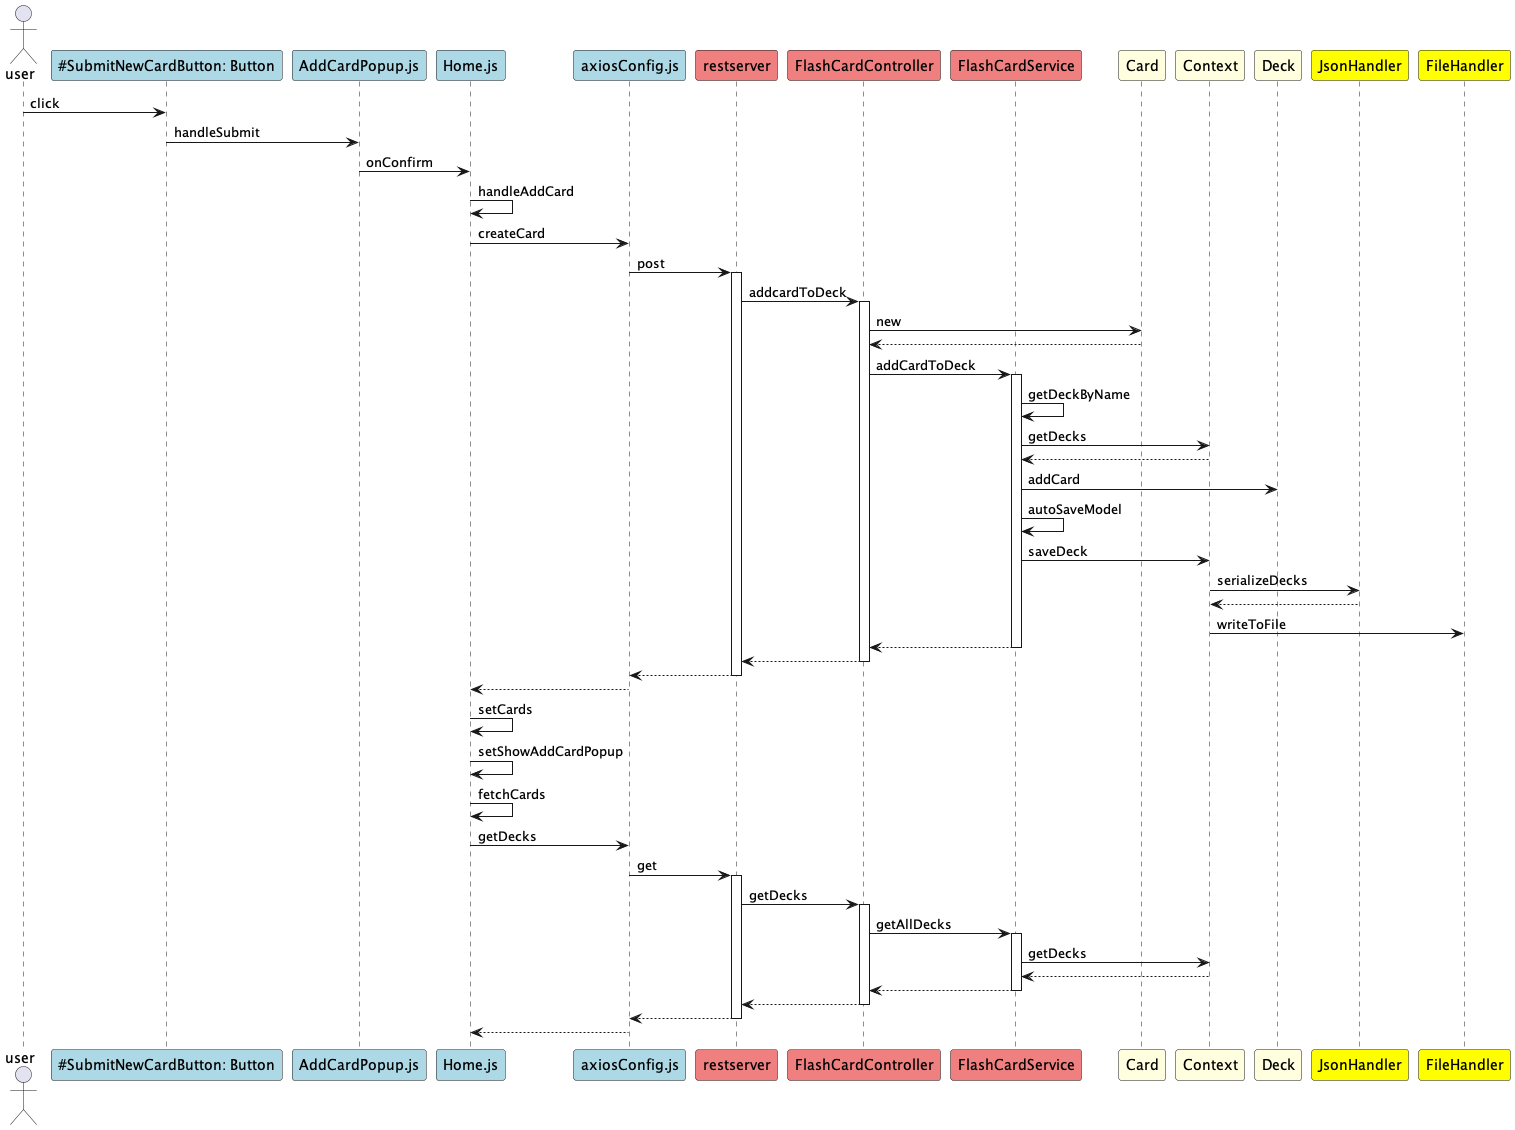 user
#SubmitNewCardButton: Button
AddCardPopup.js
Home.js
axiosConfig.js
restserver
FlashCardController
FlashCardService
Card
Context
Deck
JsonHandler
FileHandler
click
handleSubmit
onConfirm
handleAddCard
createCard
post
addcardToDeck
new
addCardToDeck
getDeckByName
getDecks
addCard
autoSaveModel
saveDeck
serializeDecks
writeToFile
setCards
setShowAddCardPopup
fetchCards
getDecks
get
getDecks
getAllDecks
getDecks
user
#SubmitNewCardButton: Button
AddCardPopup.js
Home.js
axiosConfig.js
restserver
FlashCardController
FlashCardService
Card
Context
Deck
JsonHandler
FileHandler